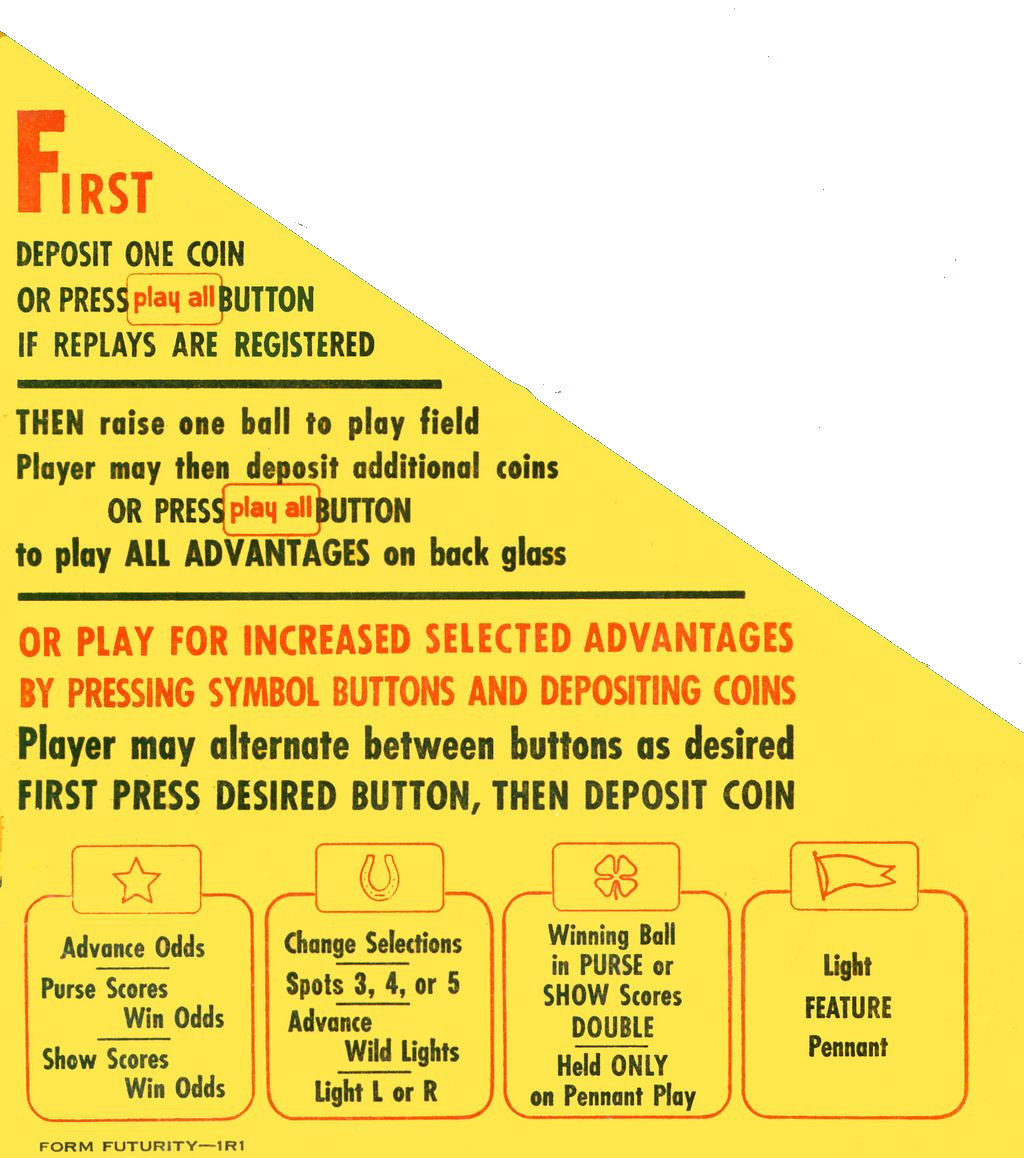 FIRST
DEPOSIT ONE COIN
OR PRESS play all BUTTON
IF REPLAYS ARE REGISTERED
THEN raise one ball to play field
Player may then deposit additional coins
OR PRESS play all BUTTON
to play ALL ADVANTAGES on back glass
OR PLAY FOR INCREASED SELECTED ADVANTAGES
BY PRESSING SYMBOL BUTTONS AND DEPOSITING COINS
Player may alternate between buttons as desired
FIRST PRESS DESIRED BUTTON, THEN DEPOSIT COIN
Advance Odds
Purse Scores
Win Odds
Show Scores
Win Odds
Change Selections
Spots 3, 4, or 5
Advance
Wild Lights
Light L or R
Winning Ball
in PURSE or
SHOW Scores
DOUBLE
Held ONLY
on Pennant Play
Light
FEATURE
Pennant
FORM FUTURITY—1R1